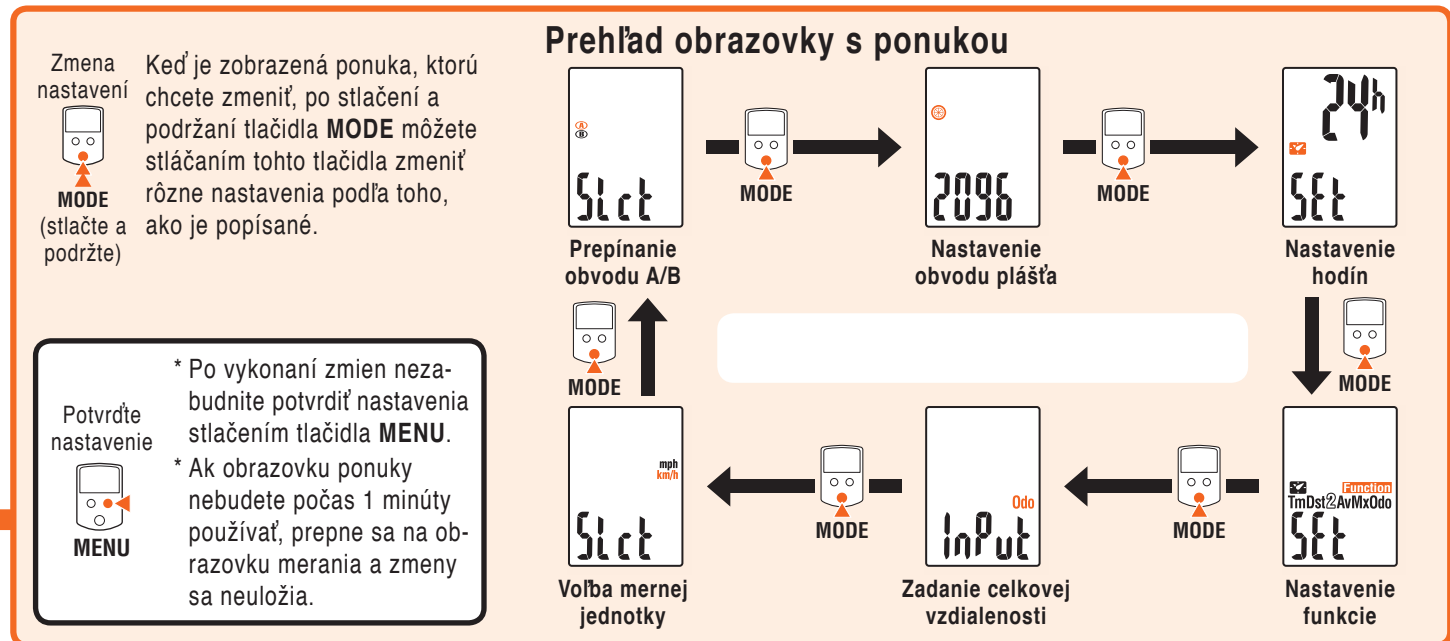 Prehľad obrazovky s ponukou
Zmena
nastavení
MODE
(stlačte a
podržte)
Keď je zobrazená ponuka, ktorú
chcete zmeniť, po stlačení a
podržaní tlačidla MODE môžete
stláčaním tohto tlačidla zmeniť
rôzne nastavenia podľa toho,
ako je popísané.
Potvrďte
nastavenie
MENU
* Po vykonaní zmien neza-
budnite potvrdiť nastavenia
stlačením tlačidla MENU.
* Ak obrazovku ponuky
nebudete počas 1 minúty
používať, prepne sa na ob-
razovku merania a zmeny
sa neuložia.
A
B
Slct
Prepínanie
obvodu A/B
MODE
2096
Nastavenie
obvodu plášťa
MODE
24h
SEt
Nastavenie
hodín
MODE
Function
TmDst2AvMxOdo
SEt
Nastavenie
funkcie
MODE
Odo
InPut
Zadanie celkovej
vzdialenosti
MODE
mph
km/h
Slct
Voľba mernej
jednotky
MODE